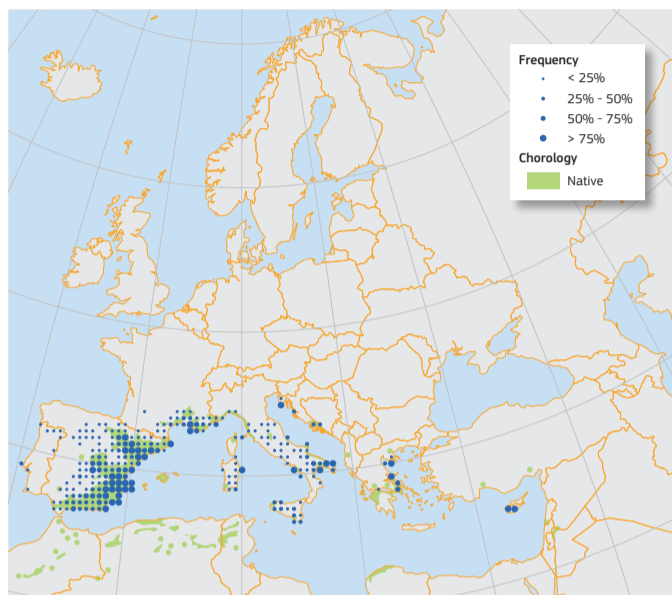 Frequency
< 25%
25% - 50%
50% - 75%
> 75%
Chorology
Native